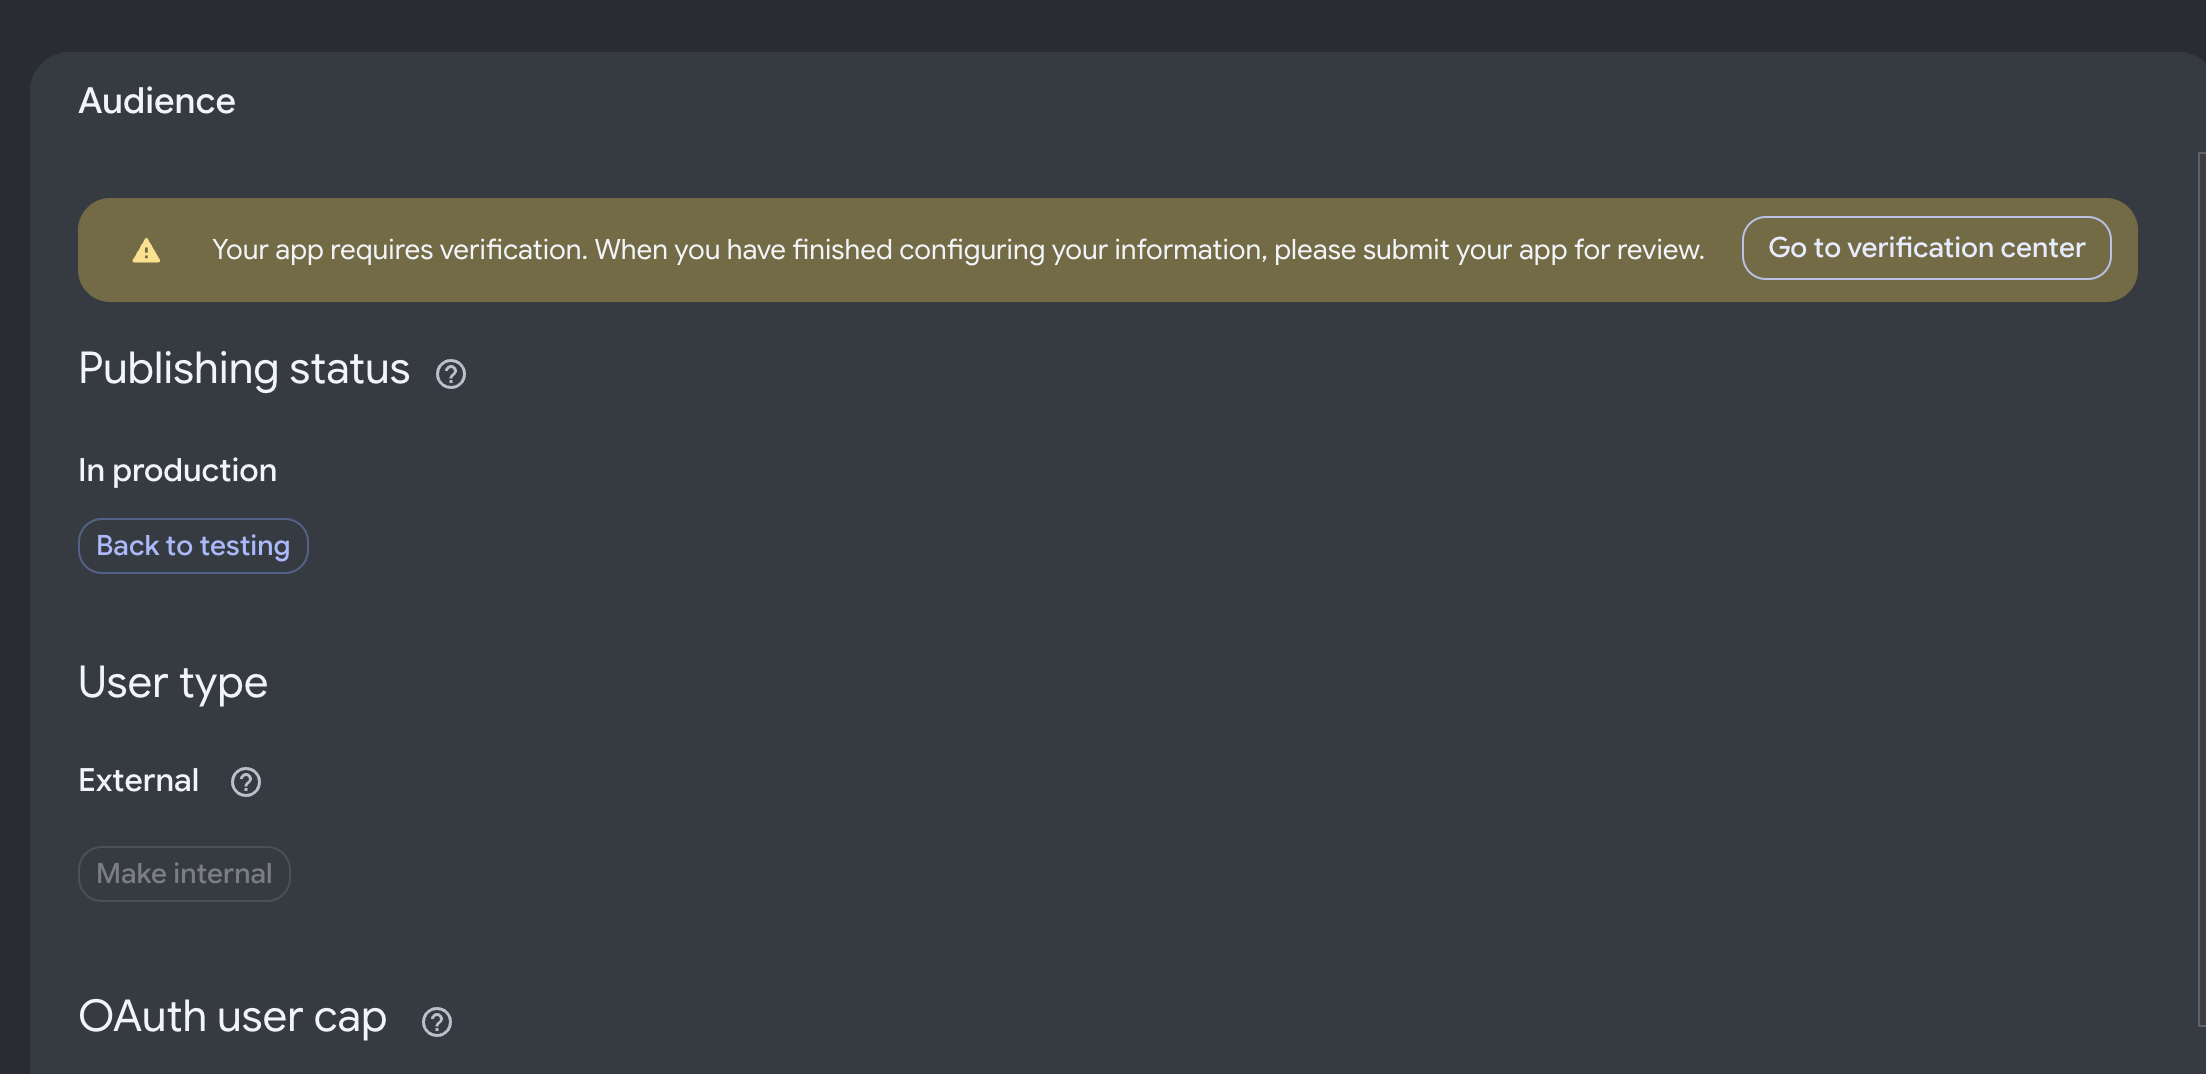 Audience
Your app requires verification. When you have finished configuring your information, please submit your app for review.
Go to verification center
Publishing status
In production
Back to testing
User type
External
Make internal
OAuth user cap